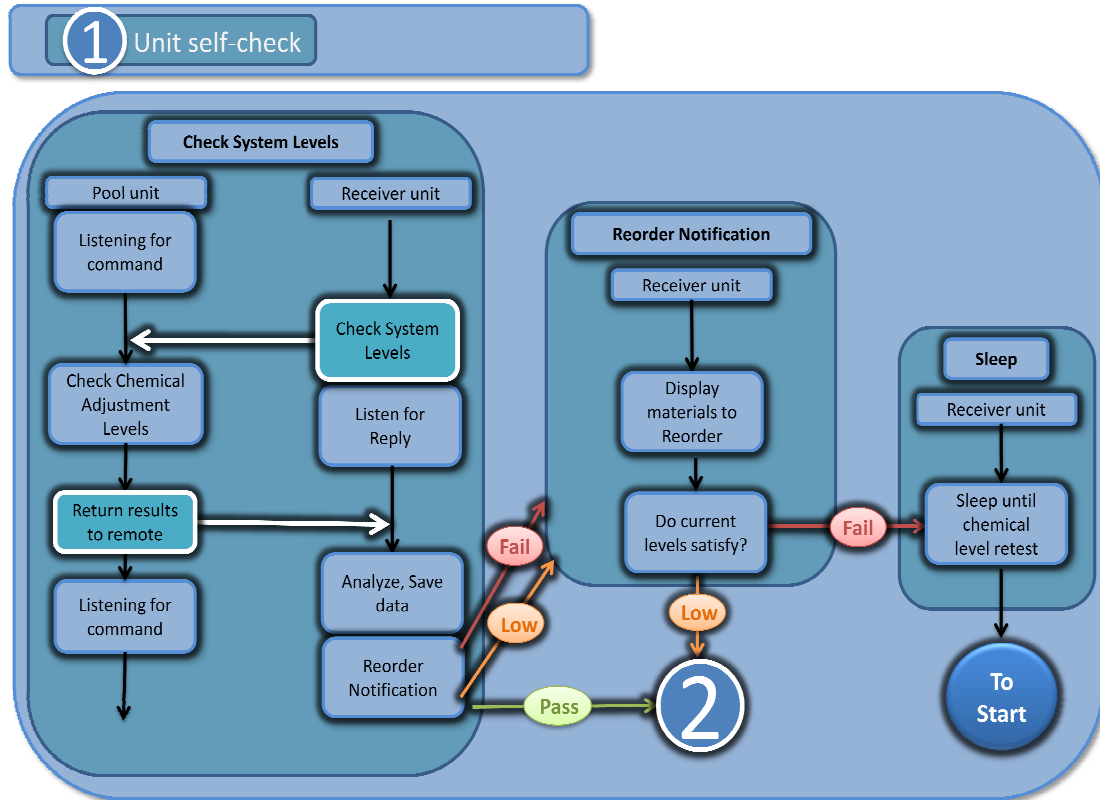 1 Unit self-check
Check System Levels
Pool unit
Receiver unit
Listening for
command
Check System
Levels
Check Chemical
Adjustment
Levels
Listen for
Reply
Return results
to remote
Analyze, Save
data
Listening for
command
Reorder
Notification
Fail
Low
Pass
Reorder Notification
Receiver unit
Display
materials to
Reorder
Do current
levels satisfy?
Fail
Low
2
Sleep
Receiver unit
Sleep until
chemical
level retest
To
Start